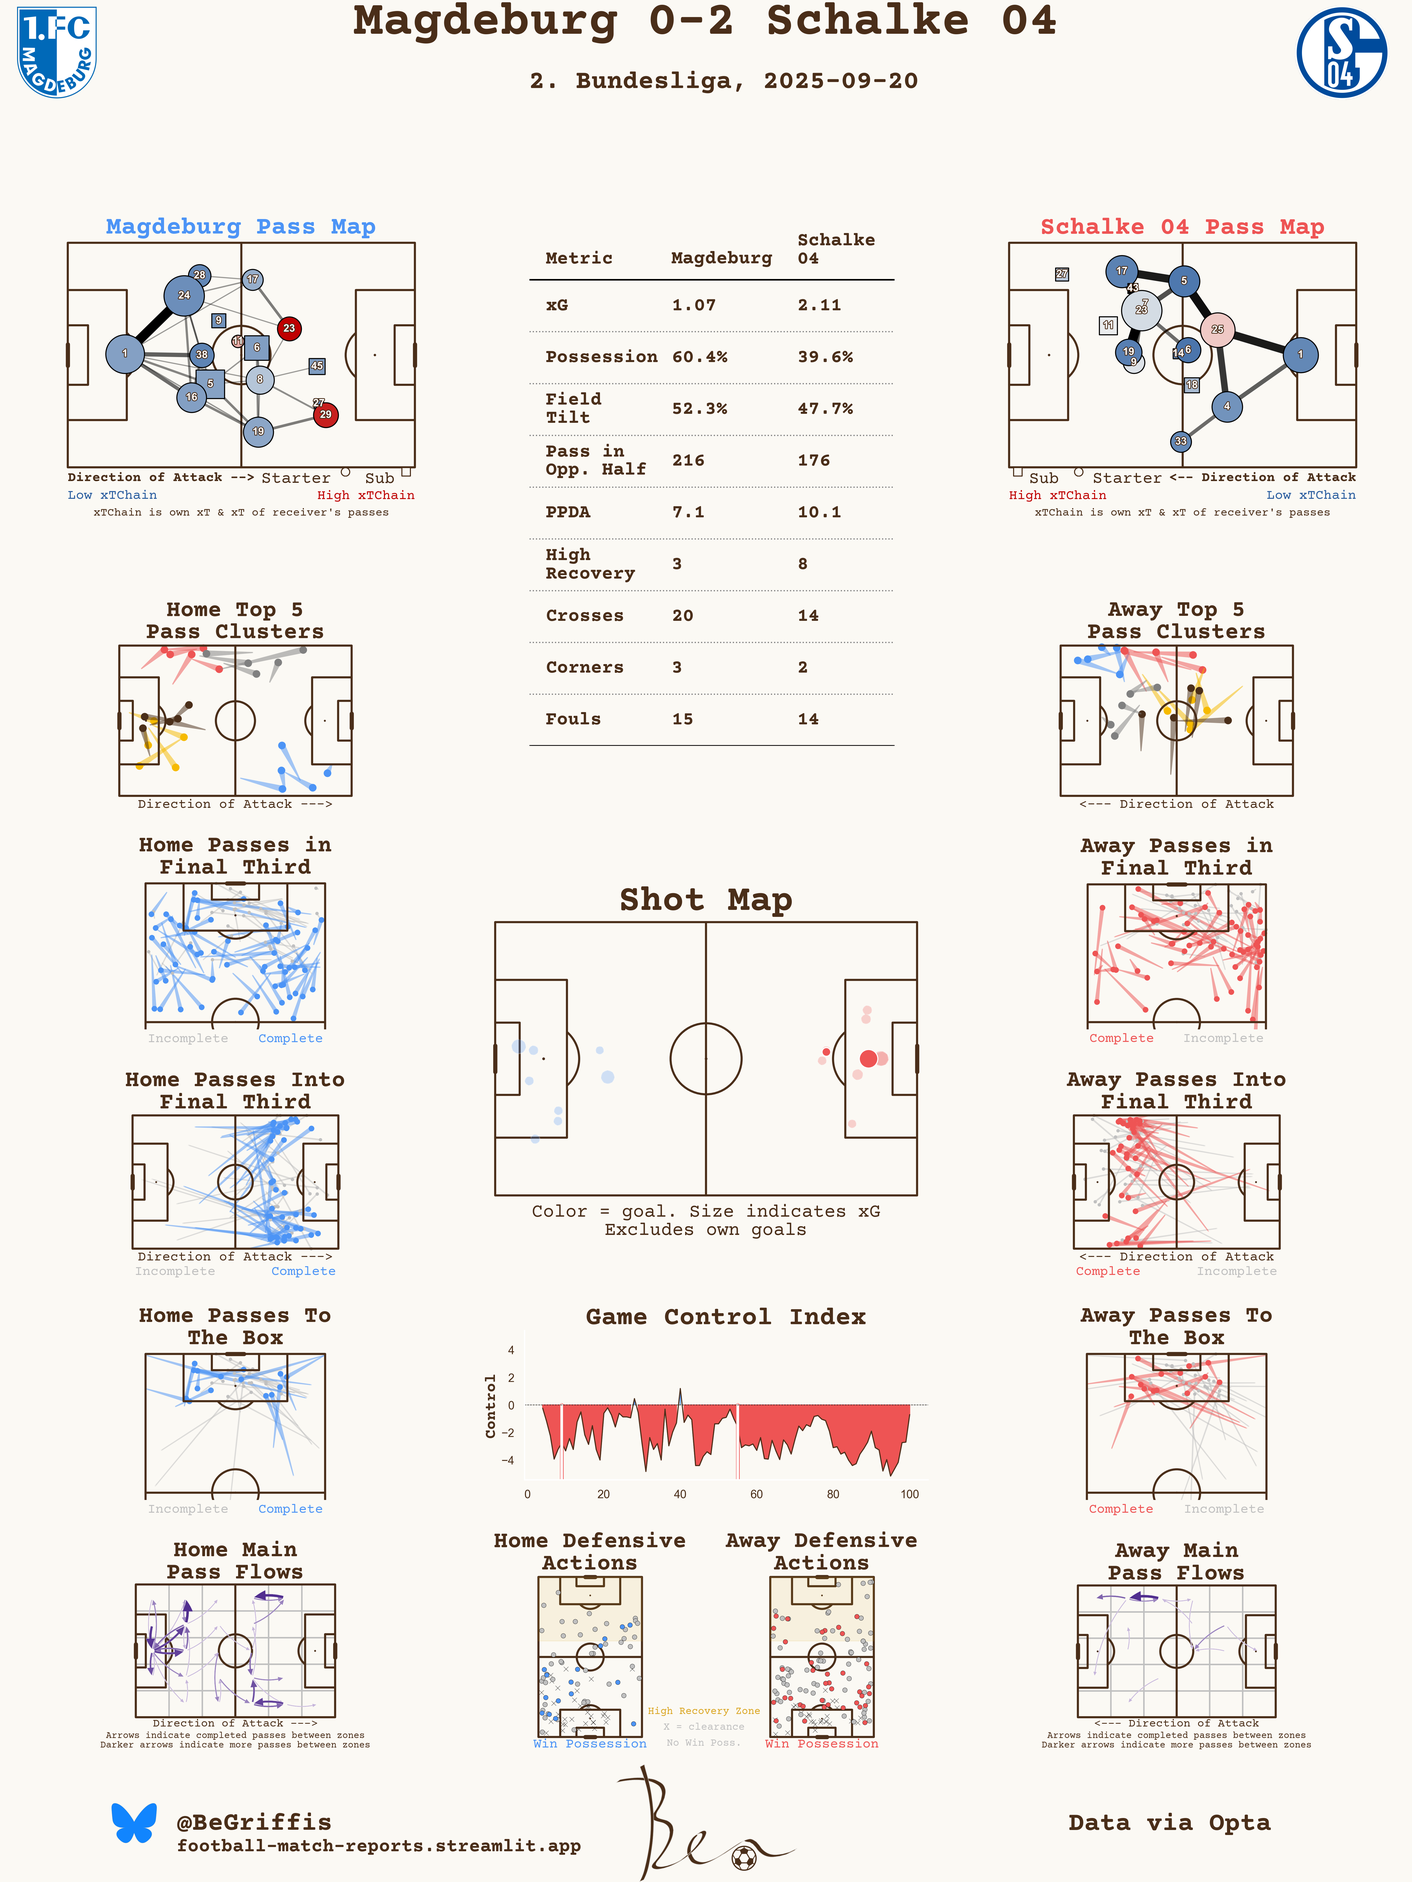 Magdeburg 0-2 Schalke 04
2. Bundesliga, 2025-09-20
1.FC
MAGDEBURG
S
04
Magdeburg Pass Map
28
17
24
9
23
11
6
1
38
45
5
8
16
27
29
19
Direction of Attack --> Starter Sub
Low xTChain High xTChain
xTChain is own xT & xT of receiver's passes
Metric Magdeburg Schalke 04
xG 1.07 2.11
Possession 60.4% 39.6%
Field Tilt 52.3% 47.7%
Pass in Opp. Half 216 176
PPDA 7.1 10.1
High Recovery 3 8
Crosses 20 14
Corners 3 2
Fouls 15 14
Schalke 04 Pass Map
27
17
5
43
7
23
11
25
19
9
14
6
1
18
4
33
Sub Starter <-- Direction of Attack
High xTChain Low xTChain
xTChain is own xT & xT of receiver's passes
Home Top 5
Pass Clusters
Direction of Attack --->
Away Top 5
Pass Clusters
<--- Direction of Attack
Home Passes in
Final Third
Incomplete Complete
Away Passes in
Final Third
Complete Incomplete
Shot Map
Color = goal. Size indicates xG
Excludes own goals
Home Passes Into
Final Third
Direction of Attack --->
Incomplete Complete
Away Passes Into
Final Third
<--- Direction of Attack
Complete Incomplete
Home Passes To
The Box
Incomplete Complete
Game Control Index
Control
4
2
0
−2
−4
0 20 40 60 80 100
Away Passes To
The Box
Complete Incomplete
Home Main
Pass Flows
Direction of Attack --->
Arrows indicate completed passes between zones
Darker arrows indicate more passes between zones
Home Defensive
Actions
Win Possession
Away Defensive
Actions
Win Possession
High Recovery Zone
X = clearance
No Win Poss.
Away Main
Pass Flows
<--- Direction of Attack
Arrows indicate completed passes between zones
Darker arrows indicate more passes between zones
@BeGriffis
football-match-reports.streamlit.app
Ben
Data via Opta